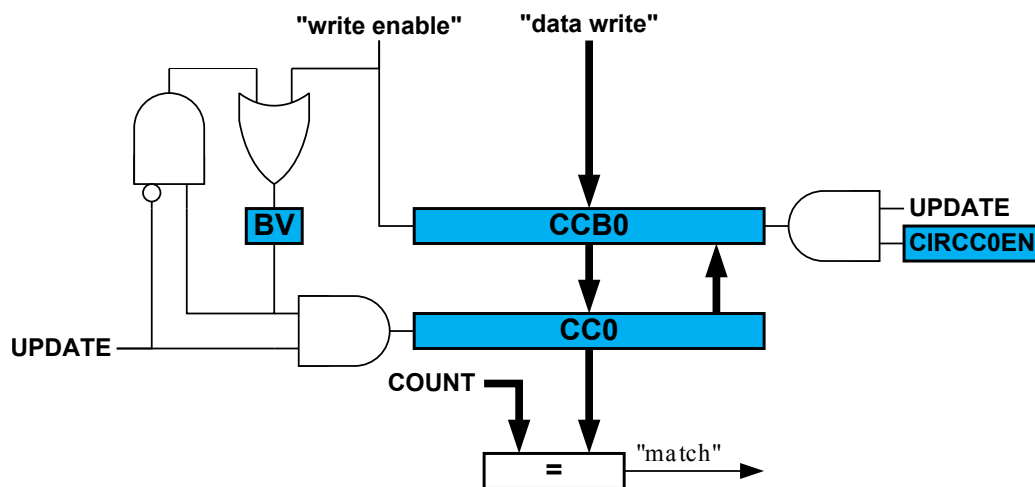 "write enable"
"data write"
BV
CCB0
UPDATE
CIRCC0EN
UPDATE
CC0
COUNT
=
"match"